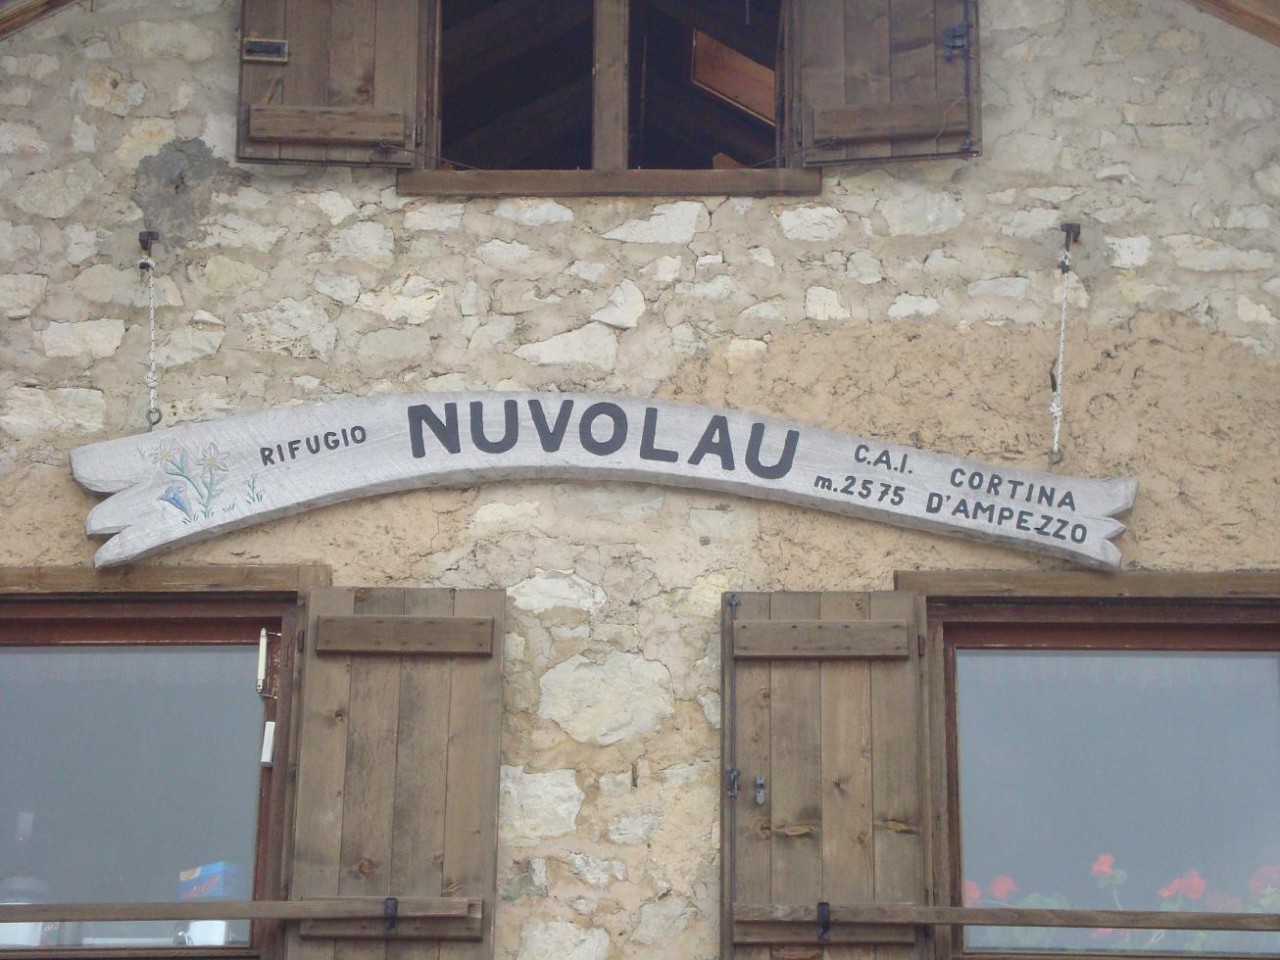 RIFUGIO NUVOLAU
C.A.I. CORTINA
m.2575 D'AMPEZZO